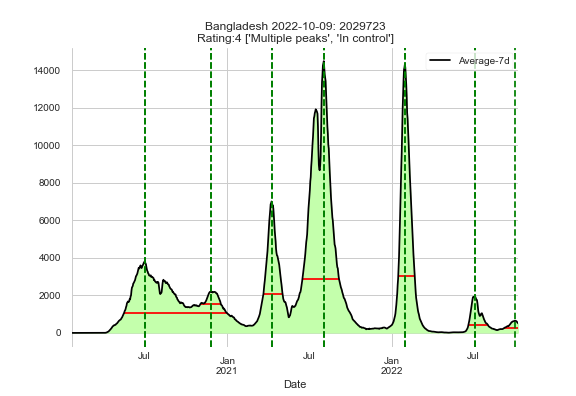 Bangladesh 2022-10-09: 2029723
Rating:4 ['Multiple peaks', 'In control']
Average-7d
14000
12000
10000
8000
6000
4000
2000
0
Jul
Jan
2021
Jul
Jan
2022
Jul
Date